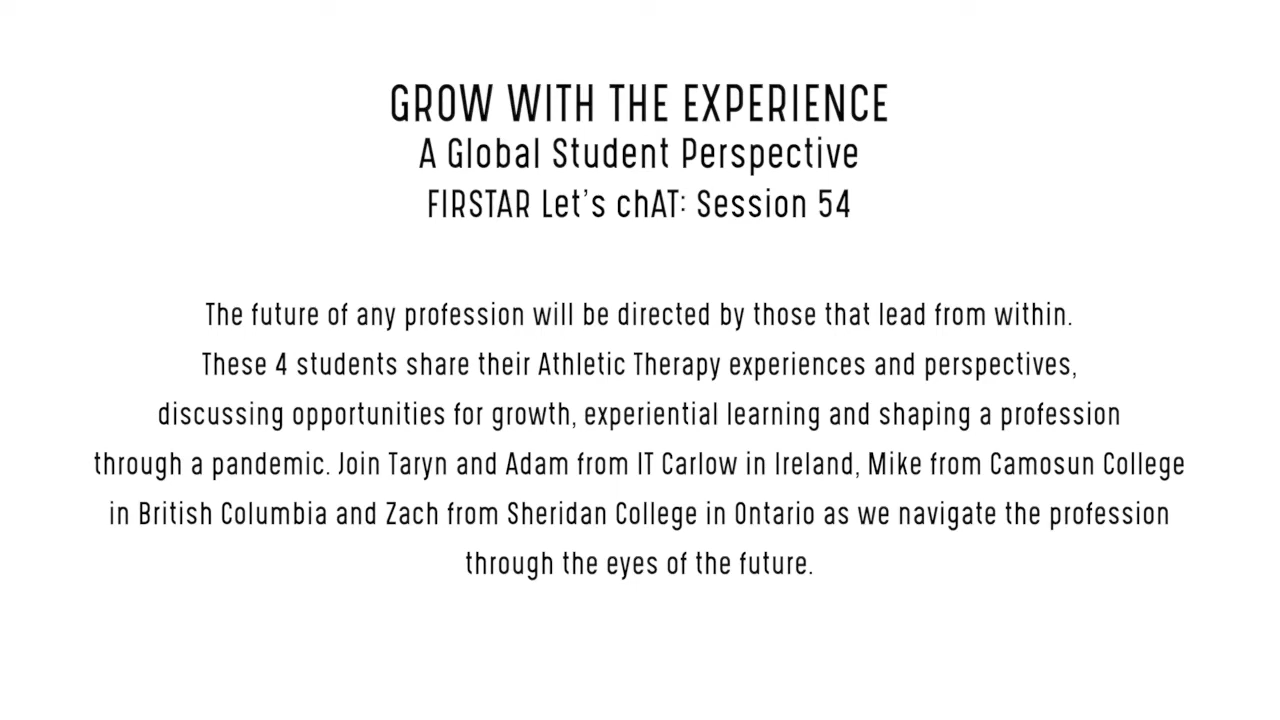 GROW WITH THE EXPERIENCE
A Global Student Perspective
FIRSTAR Let's chAT: Session 54
The future of any profession will be directed by those that lead from within.
These 4 students share their Athletic Therapy experiences and perspectives,
discussing opportunities for growth, experiential learning and shaping a profession
through a pandemic. Join Taryn and Adam from IT Carlow in Ireland, Mike from Camosun College
in British Columbia and Zach from Sheridan College in Ontario as we navigate the profession
through the eyes of the future.